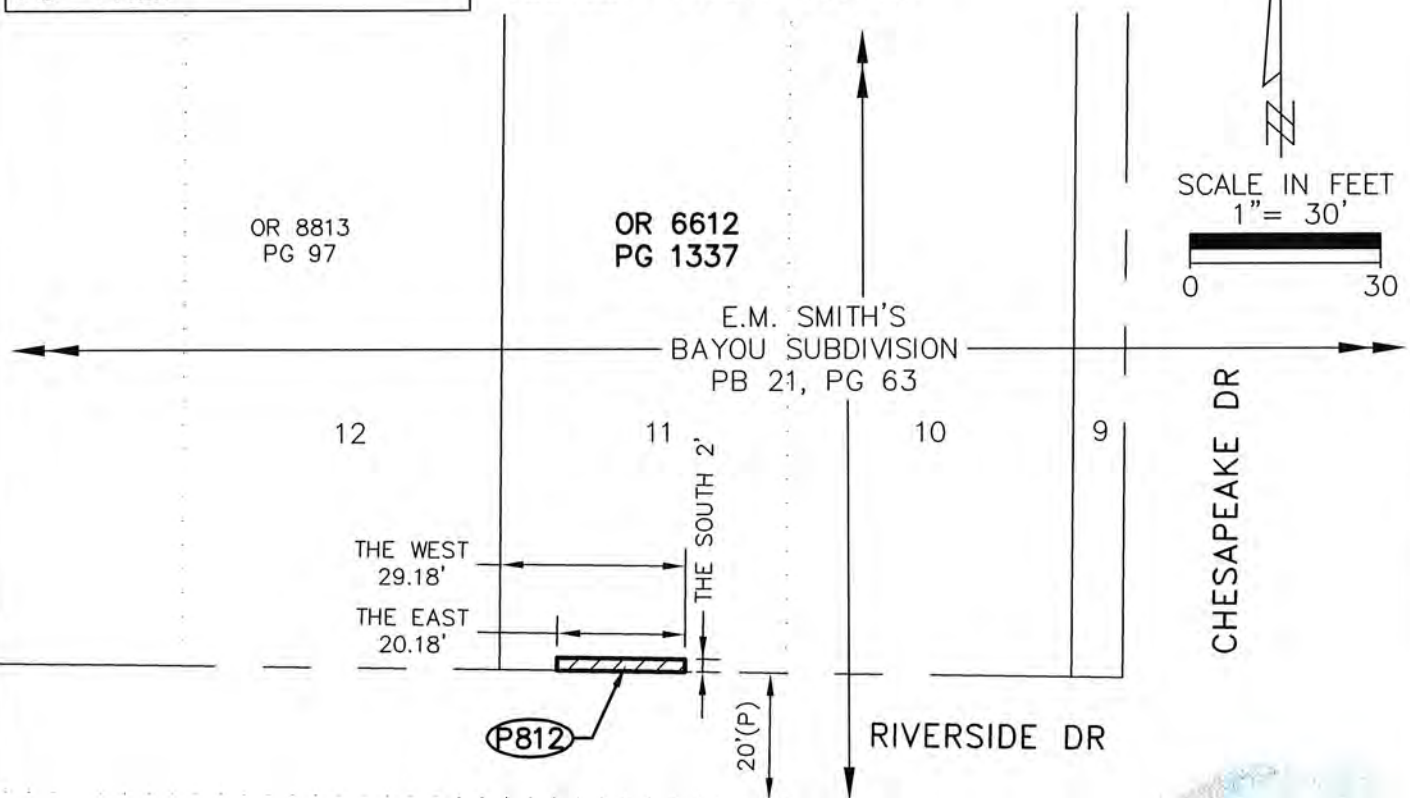 SCALE IN FEET
1"= 30'
0 30
OR 8813
PG 97
OR 6612
PG 1337
E.M. SMITH'S
BAYOU SUBDIVISION
PB 21, PG 63
12
11
10
9
CHESAPEAKE DR
THE SOUTH 2'
THE WEST
29.18'
THE EAST
20.18'
P812
20'(P)
RIVERSIDE DR
N